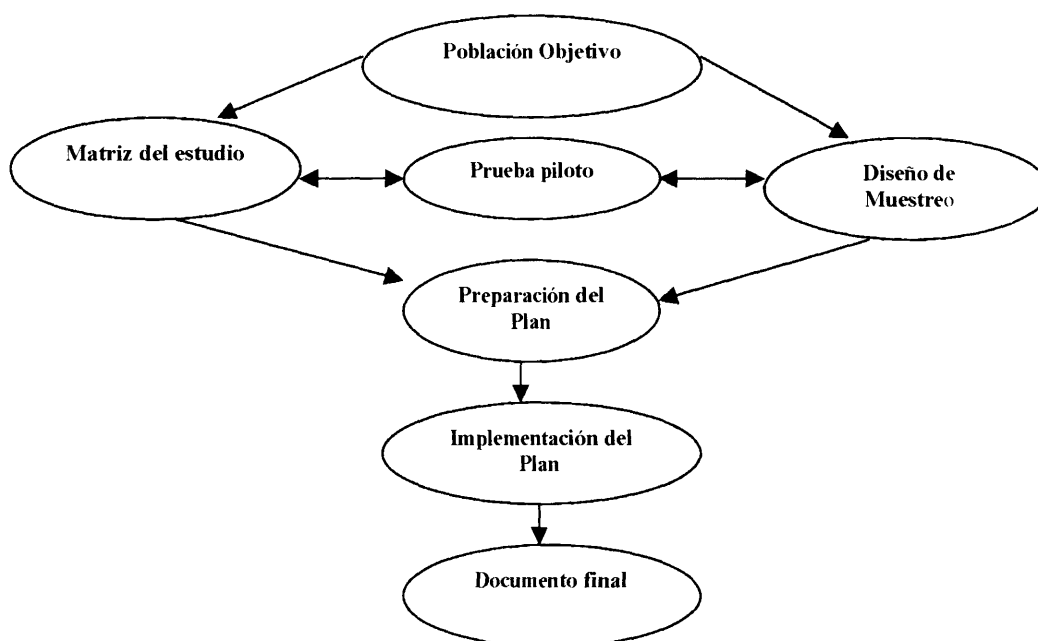 Población Objetivo
Matriz del estudio
Prueba piloto
Diseño de
Muestreo
Preparación del
Plan
Implementación del
Plan
Documento final